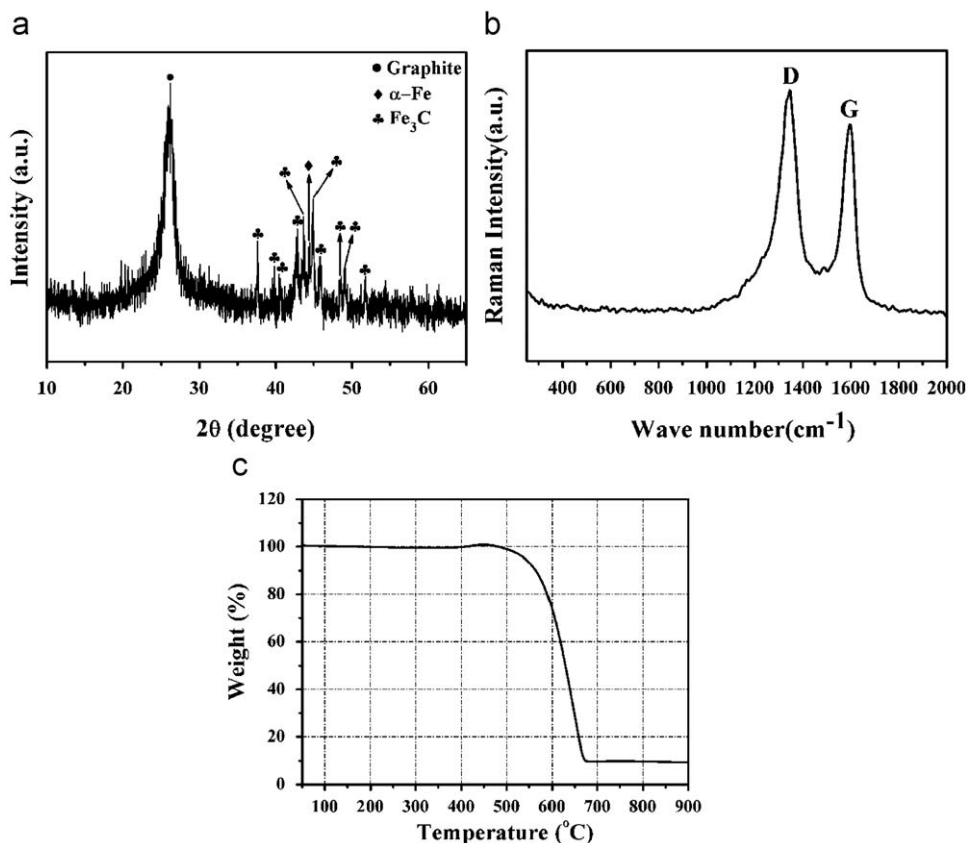 a
Intensity (a.u.)
• Graphite
♦ α–Fe
♣ Fe₃C
10 20 30 40 50 60
2θ (degree)
b
Raman Intensity(a.u.)
D
G
400 600 800 1000 1200 1400 1600 1800 2000
Wave number(cm⁻¹)
c
Weight (%)
120
100
80
60
40
20
0
100 200 300 400 500 600 700 800 900
Temperature (°C)